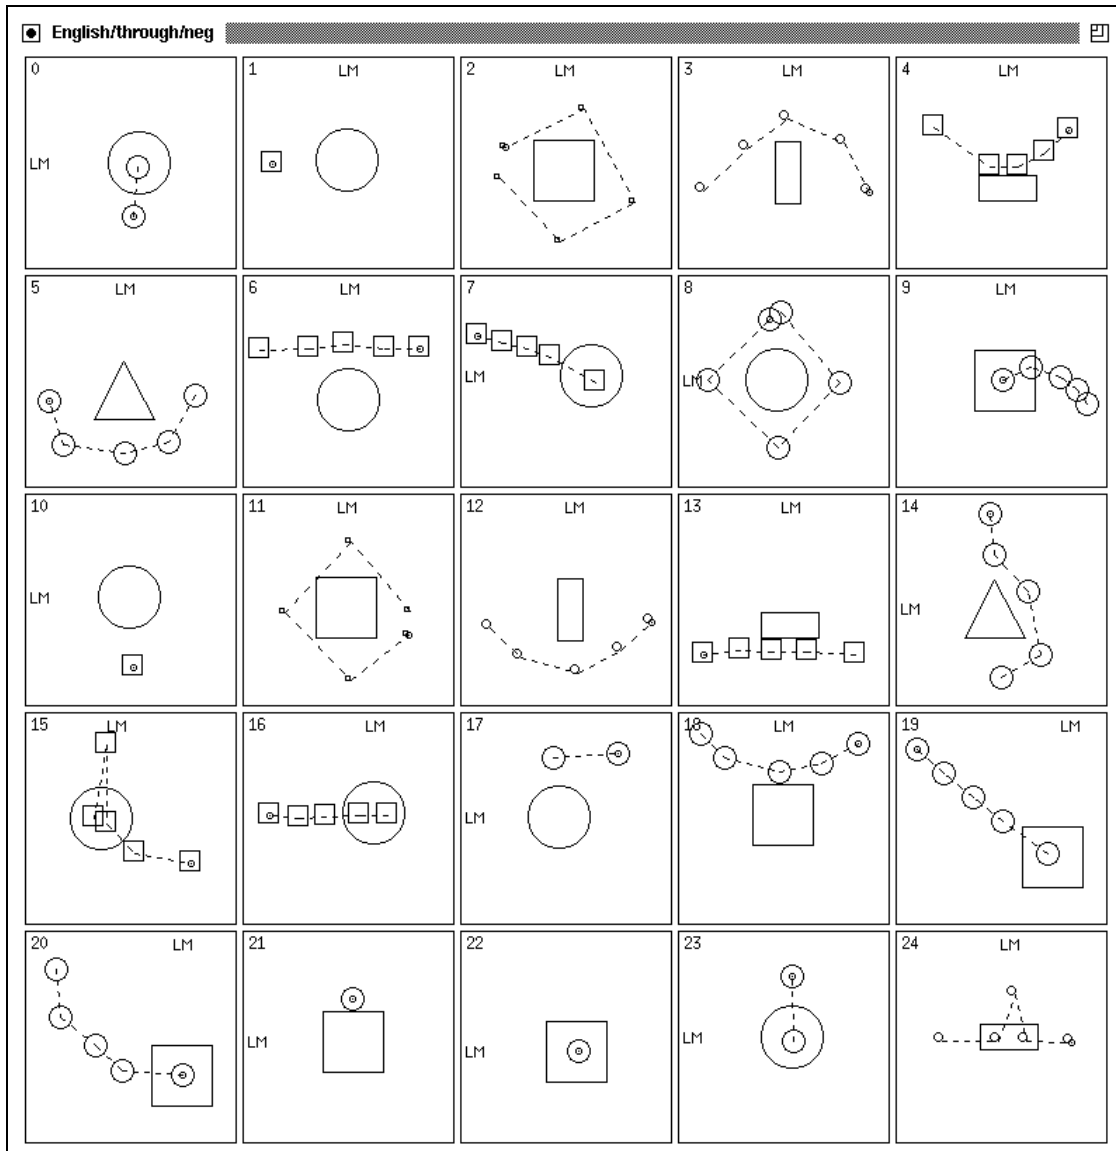 English/through/neg
0 LM
1 LM
2 LM
3 LM
4 LM
5 LM
6 LM
7 LM
8 LM
9 LM
10 LM
11 LM
12 LM
13 LM
14 LM
15 LM
16 LM
17 LM
18 LM
19 LM
20 LM
21 LM
22 LM
23 LM
24 LM